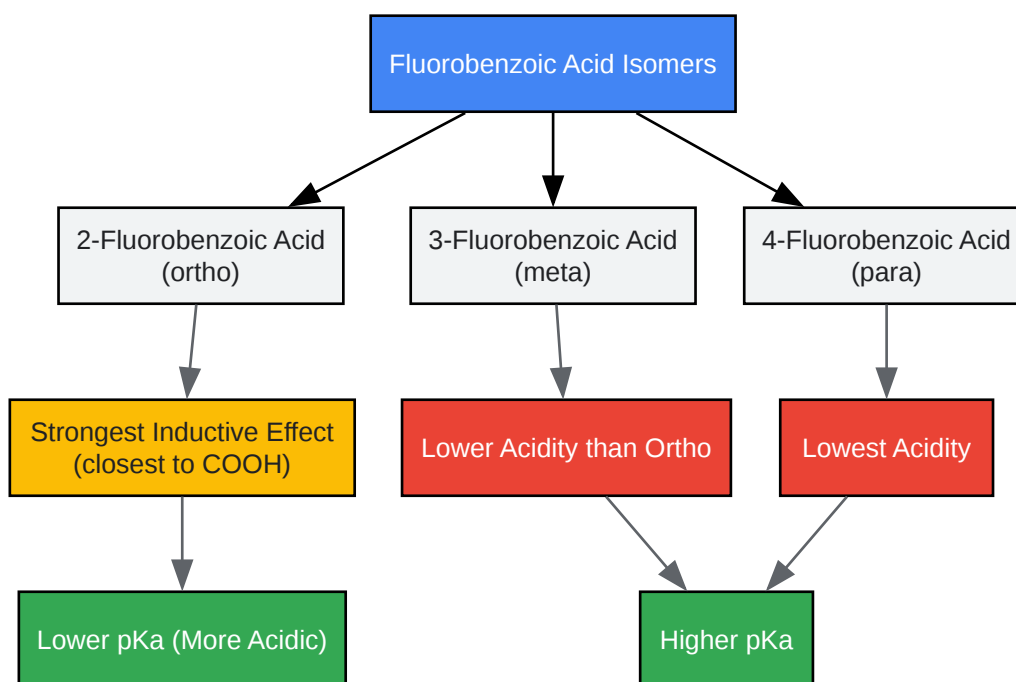 Fluorobenzoic Acid Isomers
2-Fluorobenzoic Acid
(ortho)
3-Fluorobenzoic Acid
(meta)
4-Fluorobenzoic Acid
(para)
Strongest Inductive Effect
(closest to COOH)
Lower Acidity than Ortho
Lowest Acidity
Lower pKa (More Acidic)
Higher pKa